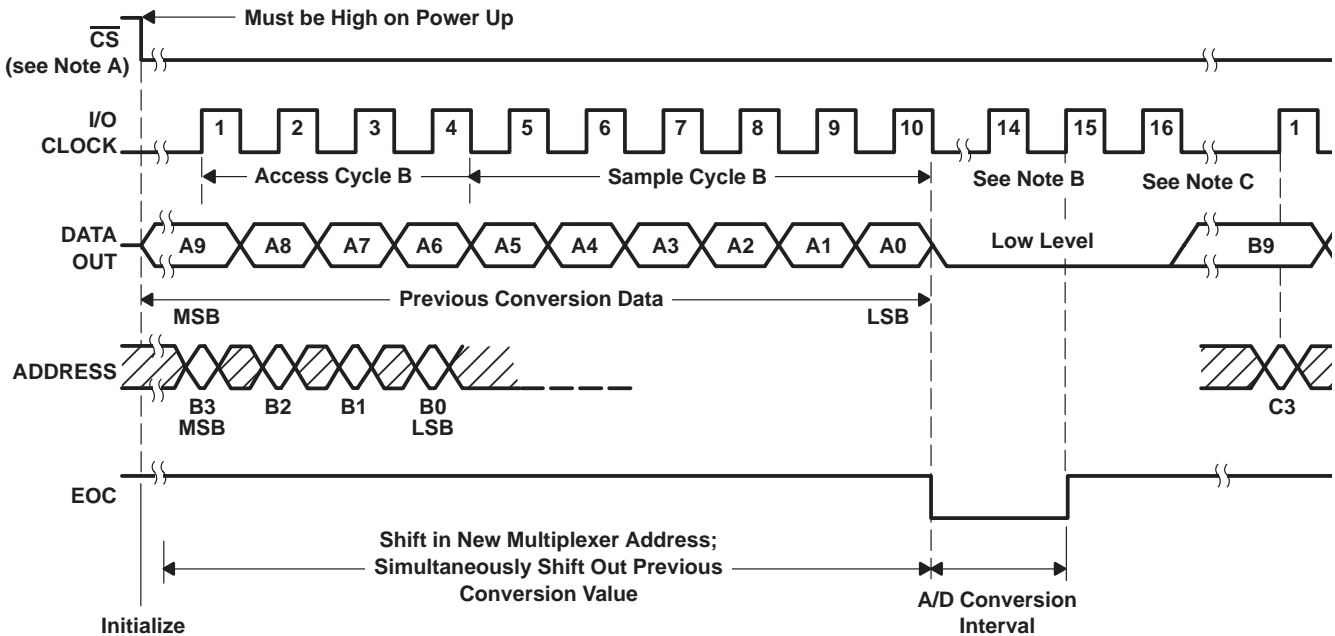 Must be High on Power Up
CS
(see Note A)
I/O
CLOCK
1 2 3 4 5 6 7 8 9 10 14 15 16 1
Access Cycle B
Sample Cycle B
See Note B
See Note C
DATA
OUT
A9 A8 A7 A6 A5 A4 A3 A2 A1 A0
Low Level
B9
Previous Conversion Data
MSB
LSB
ADDRESS
B3 B2 B1 B0
MSB LSB
C3
EOC
Shift in New Multiplexer Address;
Simultaneously Shift Out Previous
Conversion Value
A/D Conversion
Interval
Initialize